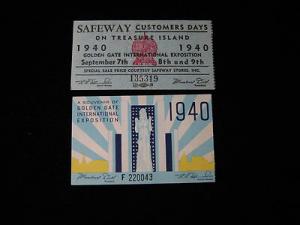 SAFEWAY CUSTOMERS DAYS
ON TREASURE ISLAND
1940 1940
GOLDEN GATE INTERNATIONAL EXPOSITION
September 7th 8th and 9th
SPECIAL SALE PRICE COURTESY SAFEWAY STORES, INC.
135319
A SOUVENIR OF
GOLDEN GATE
INTERNATIONAL
EXPOSITION
1940
F 220043